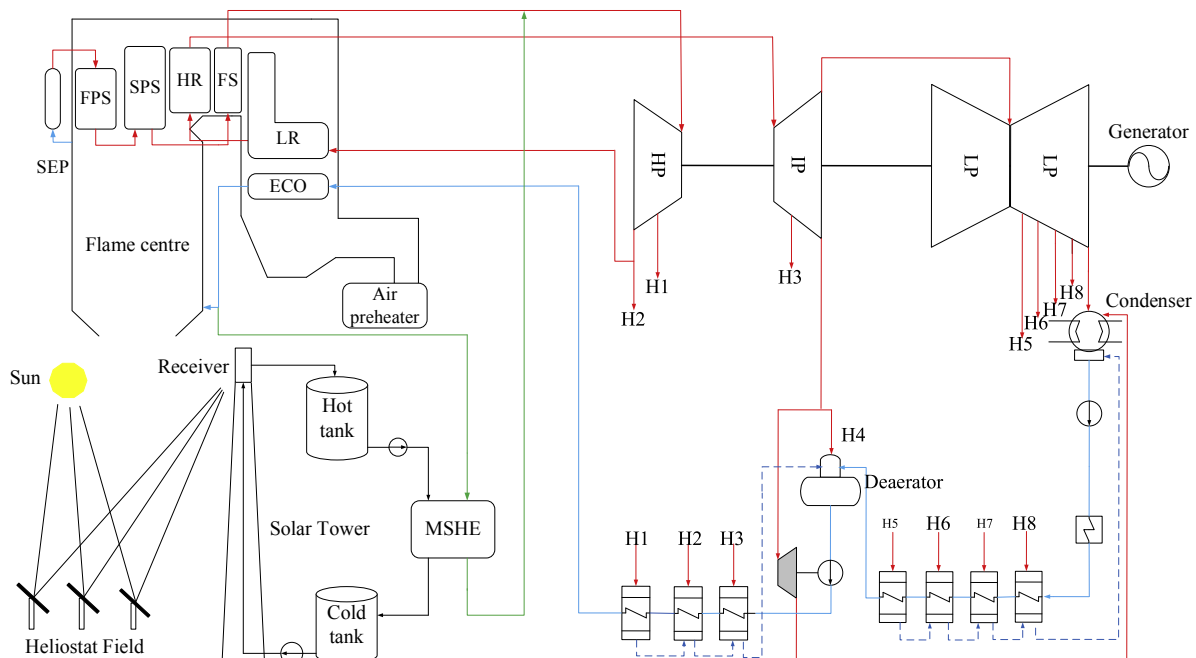 FPS
SPS
HR
FS
LR
SEP
ECO
Flame centre
Air
preheater
HP
IP
LP
LP
Generator
H1
H2
H3
H5
H6
H7
H8
Condenser
Sun
Receiver
Hot
tank
Solar Tower
MSHE
Cold
tank
Heliostat Field
H4
Deaerator
H1
H2
H3
H5
H6
H7
H8